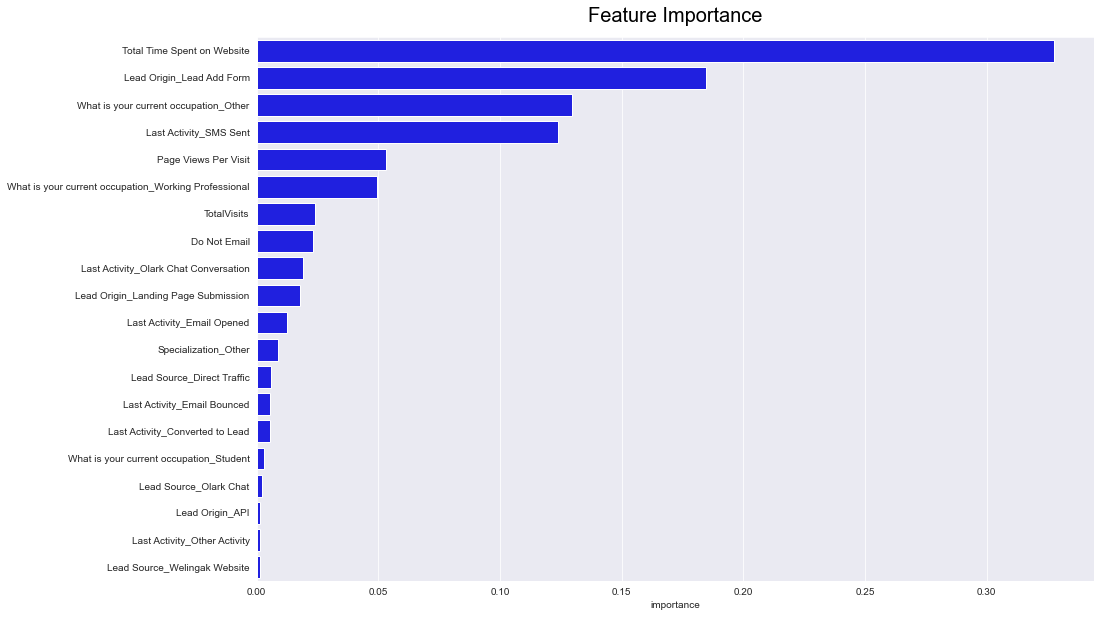 Feature Importance
Total Time Spent on Website
Lead Origin_Lead Add Form
What is your current occupation_Other
Last Activity_SMS Sent
Page Views Per Visit
What is your current occupation_Working Professional
TotalVisits
Do Not Email
Last Activity_Olark Chat Conversation
Lead Origin_Landing Page Submission
Last Activity_Email Opened
Specialization_Other
Lead Source_Direct Traffic
Last Activity_Email Bounced
Last Activity_Converted to Lead
What is your current occupation_Student
Lead Source_Olark Chat
Lead Origin_API
Last Activity_Other Activity
Lead Source_Welingak Website
0.00 0.05 0.10 0.15 0.20 0.25 0.30
importance